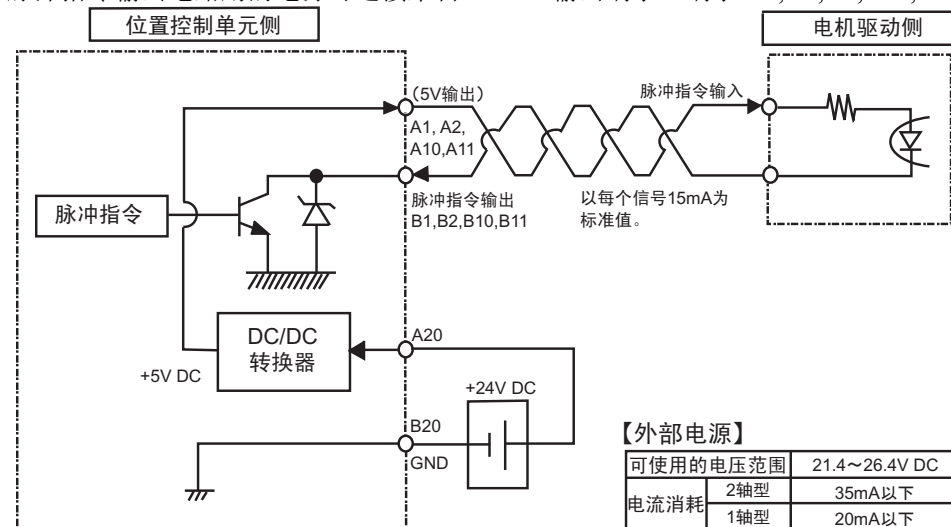 位置控制单元侧
电机驱动侧
(5V输出)
脉冲指令输入
A1, A2,
A10,A11
脉冲指令输出
B1,B2,B10,B11
以每个信号15mA为
标准值。
脉冲指令
DC/DC
转换器
+5V DC
A20
+24V DC
B20
GND
【外部电源】
可使用的电压范围 21.4~26.4V DC
电流消耗 2轴型 35mA以下
1轴型 20mA以下